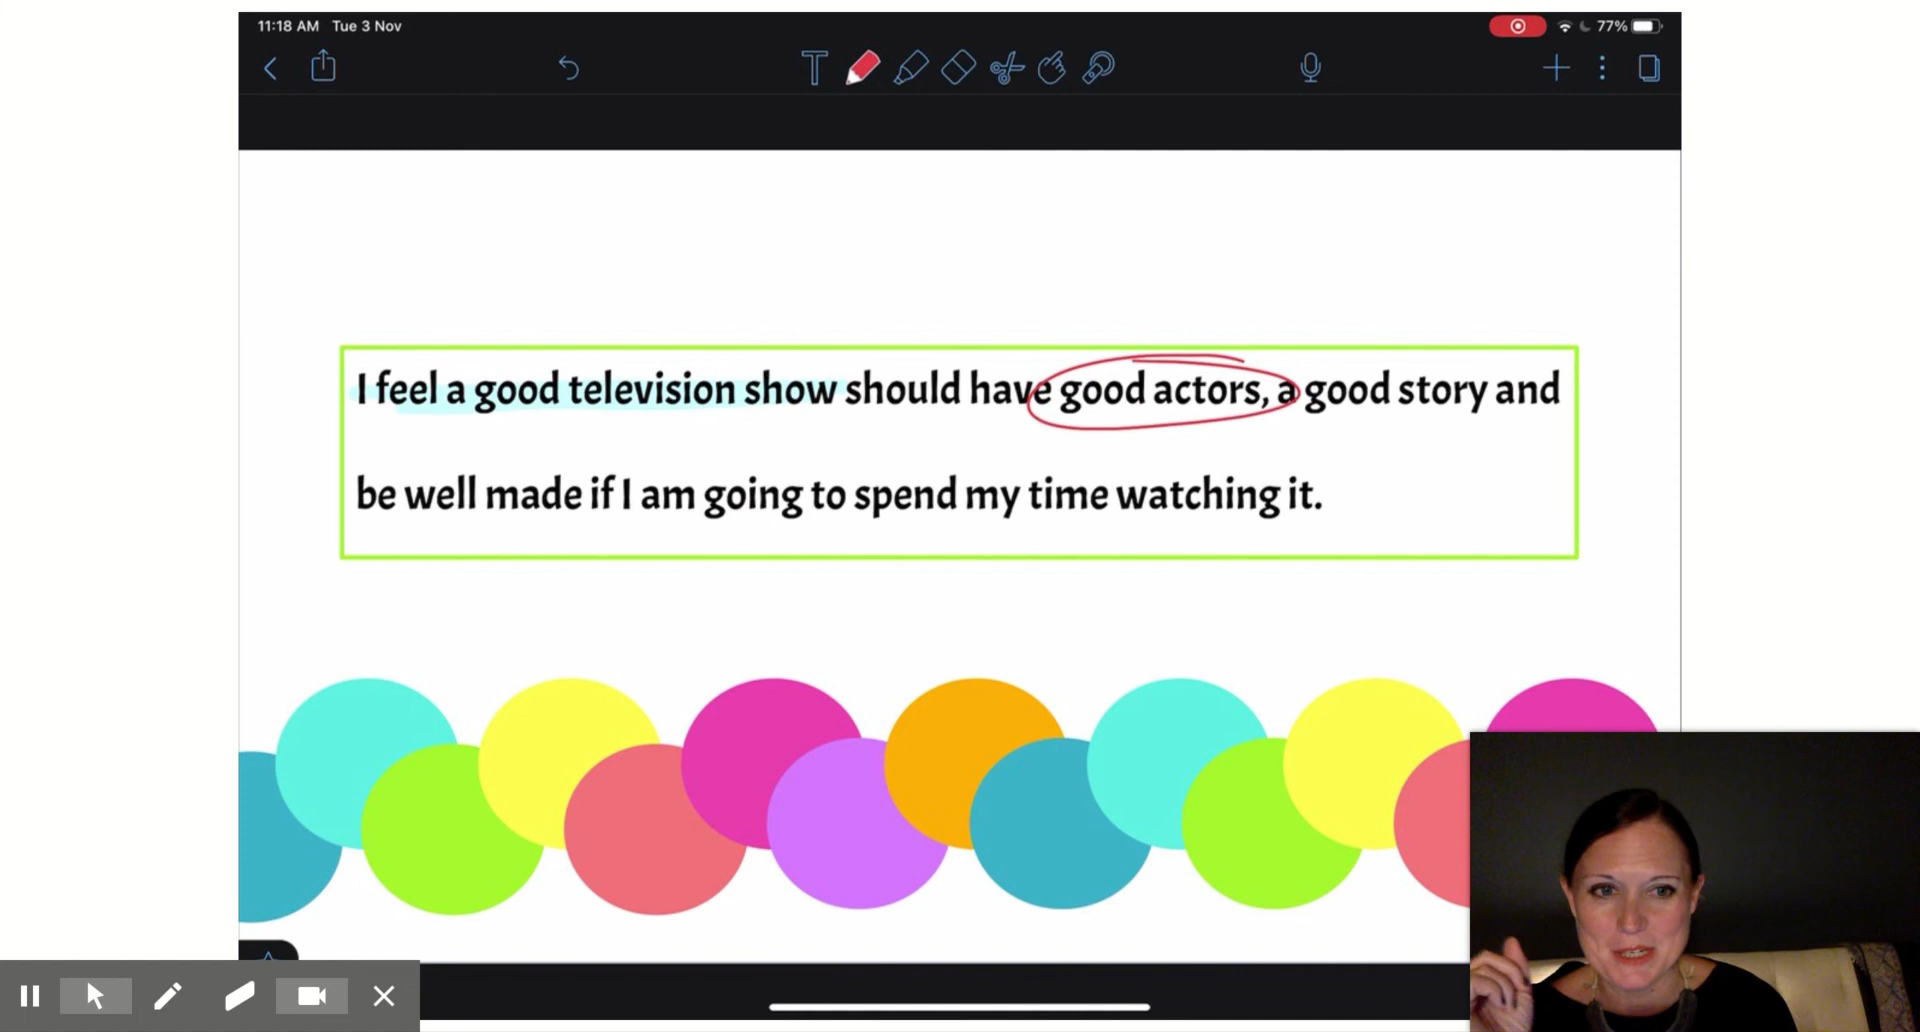 11:18 AM Tue 3 Nov
77%
I feel a good television show should have good actors, a good story and
be well made if I am going to spend my time watching it.